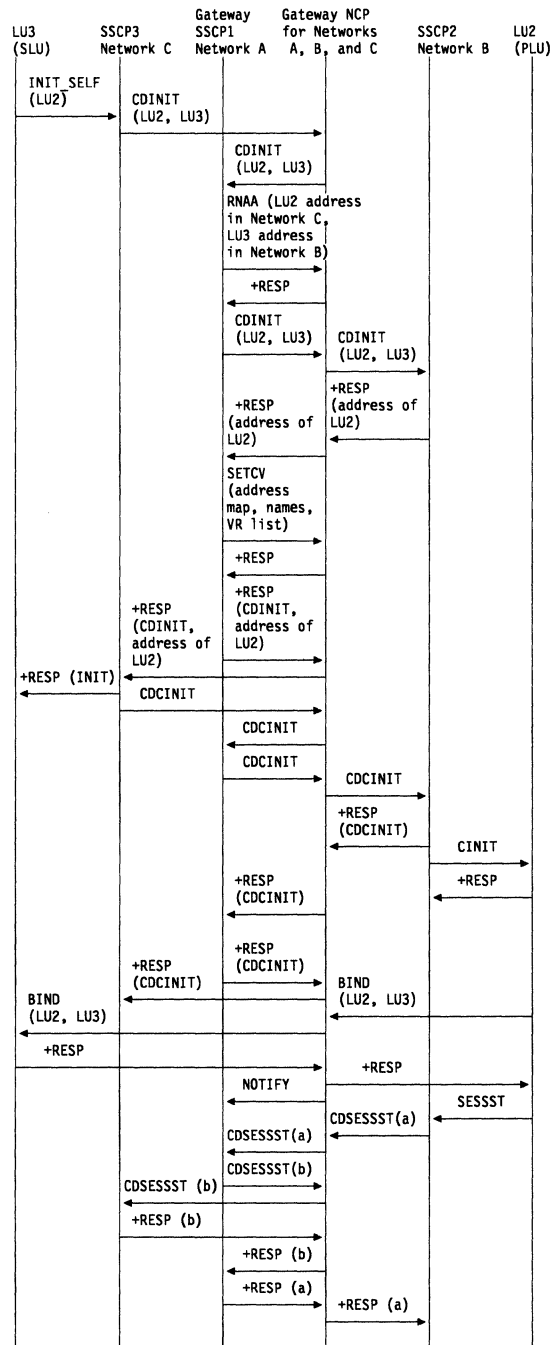 Gateway Gateway NCP
LU3 SSCP3 SSCP1 for Networks SSCP2 LU2
(SLU) Network C Network A A, B, and C Network B (PLU)
INIT_SELF
(LU2)
CDINIT
(LU2, LU3)
CDINIT
(LU2, LU3)
RNAA (LU2 address
in Network C,
LU3 address
in Network B)
+RESP
CDINIT
(LU2, LU3)
CDINIT
(LU2, LU3)
+RESP
(address of
LU2)
+RESP
(address of
LU2)
SETCV
(address
map, names,
VR list)
+RESP
+RESP
(CDINIT,
address of
LU2)
+RESP
(CDINIT,
address of
LU2)
+RESP (INIT)
CDCINIT
CDCINIT
CDCINIT
CDCINIT
+RESP
(CDCINIT)
CINIT
+RESP
+RESP
(CDCINIT)
+RESP
(CDCINIT)
+RESP
(CDCINIT)
BIND
(LU2, LU3)
BIND
(LU2, LU3)
+RESP
+RESP
NOTIFY
SESSST
CDSESSST(a)
CDSESSST(a)
CDSESSST(b)
CDSESSST (b)
+RESP (b)
+RESP (b)
+RESP (a)
+RESP (a)